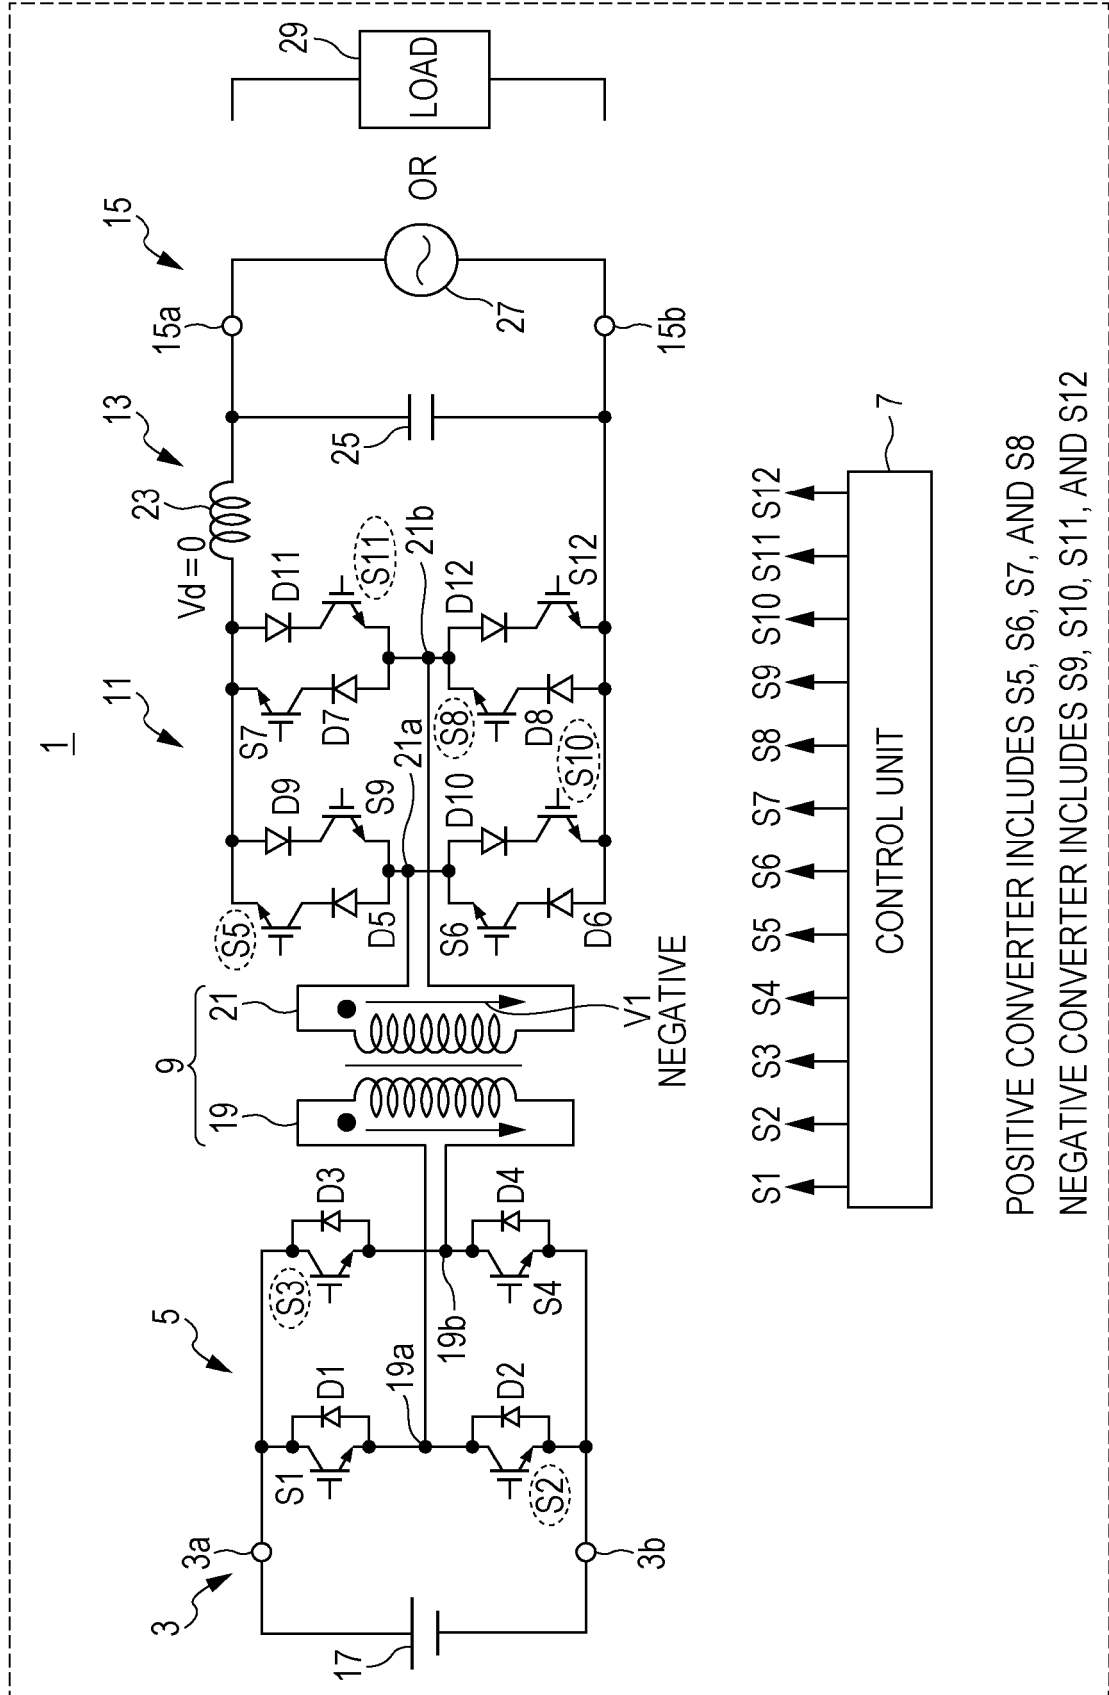 1
3
3a
3b
17
5
S1
D1
S2
D2
19a
S3
D3
S4
D4
19b
9
19
21
V1
NEGATIVE
11
S5
D5
D9
S9
S6
D6
D10
S10
21a
S7
D7
D11
S11
S8
D8
D12
S12
21b
Vd = 0
13
23
25
15
15a
15b
27
OR
29
LOAD
S1 S2 S3 S4 S5 S6 S7 S8 S9 S10 S11 S12
CONTROL UNIT
7
POSITIVE CONVERTER INCLUDES S5, S6, S7, AND S8
NEGATIVE CONVERTER INCLUDES S9, S10, S11, AND S12